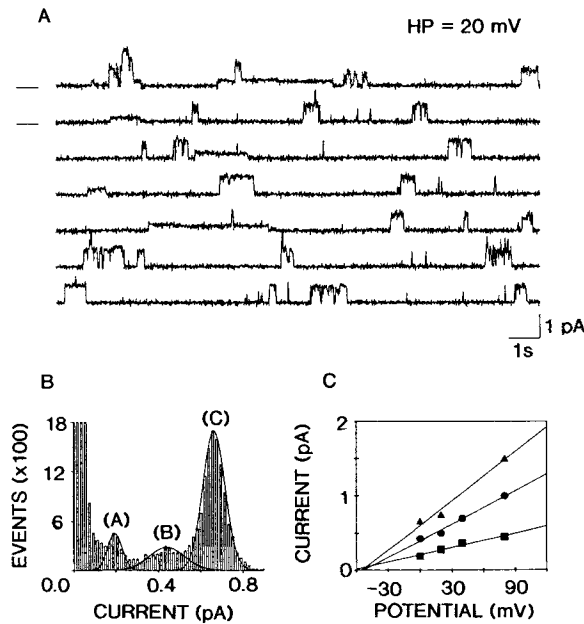 A
HP = 20 mV
1 pA
1s
B
C
EVENTS (x100)
18
12
6
(A)
(B)
(C)
0.0
0.4
0.8
CURRENT (pA)
CURRENT (pA)
2
1
0
-30
30
90
POTENTIAL (mV)